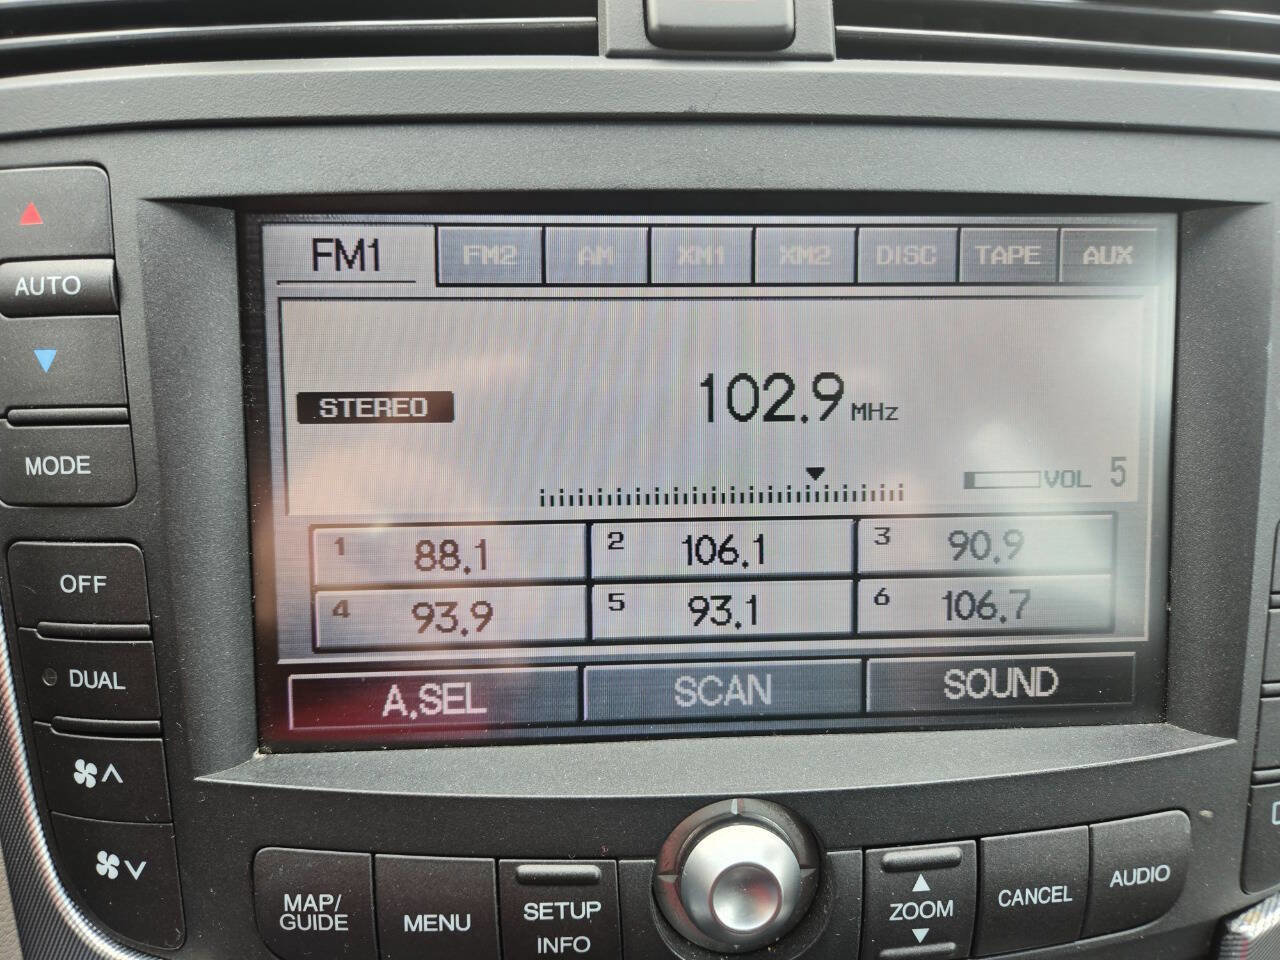 FM1 FM2 AM XM1 XM2 DISC TAPE AUX
AUTO
STEREO 102.9 MHz
MODE
VOL 5
1 88.1 2 106.1 3 90.9
4 93.9 5 93.1 6 106.7
OFF
DUAL
A.SEL SCAN SOUND
MAP/
GUIDE
MENU
SETUP
INFO
ZOOM
CANCEL
AUDIO